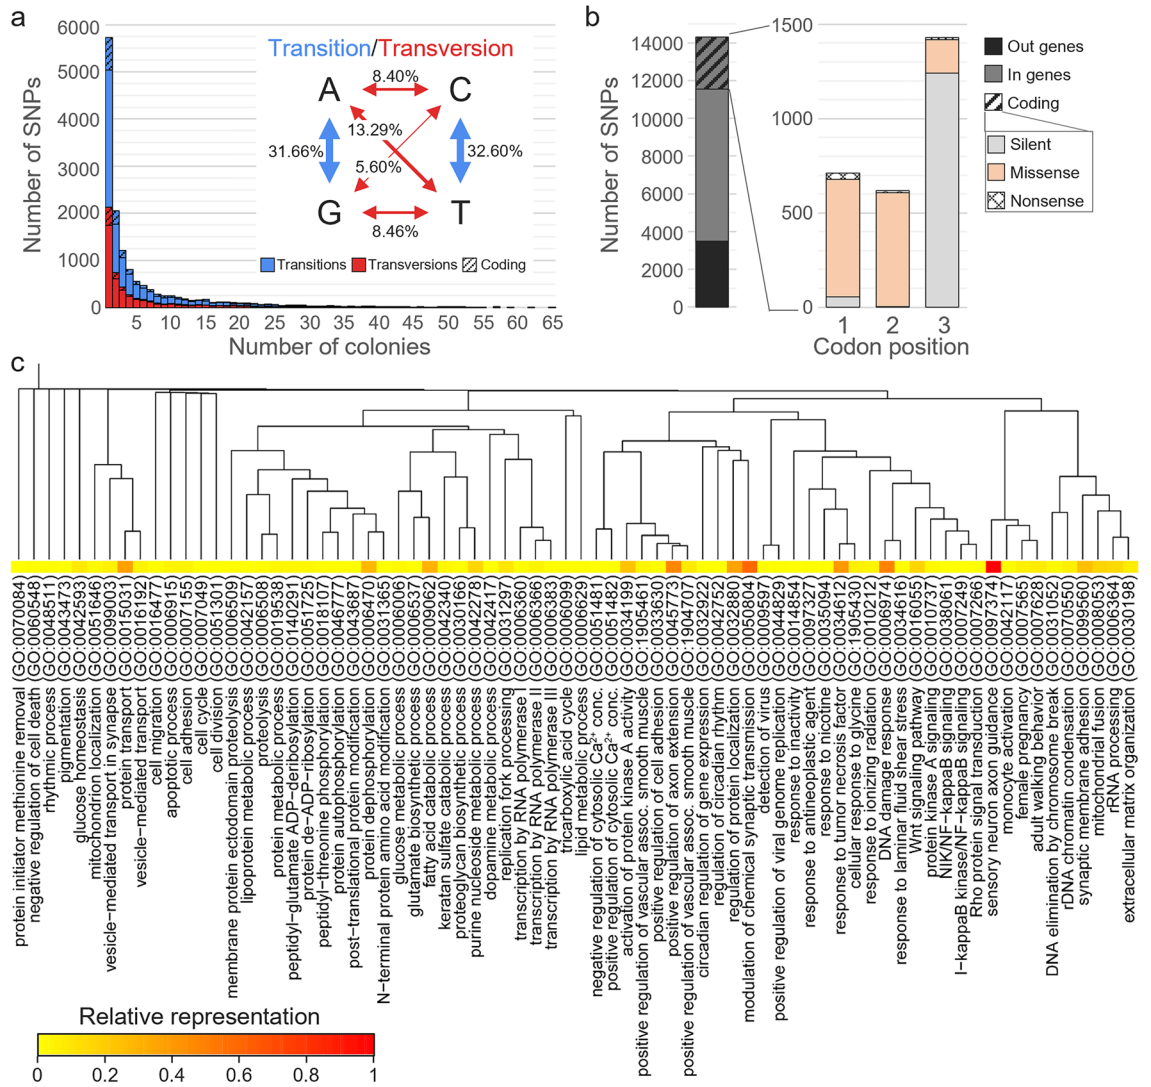 a
Number of SNPs
6000
5000
4000
3000
2000
1000
0
Transition/Transversion
A
8.40%
C
13.29%
31.66%
32.60%
5.60%
G
T
8.46%
Transitions
Transversions
Coding
5 10 15 20 25 30 35 40 45 50 55 60 65
Number of colonies
b
Number of SNPs
14000
12000
10000
8000
6000
4000
2000
0
1500
1000
500
0
1 2 3
Codon position
Out genes
In genes
Coding
Silent
Missense
Nonsense
c
protein initiator methionine removal (GO:0070084)
negative regulation of cell death (GO:0060548)
rhythmic process (GO:0048511)
pigmentation (GO:0043473)
glucose homeostasis (GO:0042593)
mitochondrion localization (GO:0051646)
vesicle-mediated transport in synapse (GO:0099003)
protein transport (GO:0015031)
vesicle-mediated transport (GO:0016192)
cell migration (GO:0016477)
apoptotic process (GO:0006915)
cell adhesion (GO:0007155)
cell cycle (GO:0007049)
cell division (GO:0051301)
membrane protein ectodomain proteolysis (GO:0006509)
lipoprotein metabolic process (GO:0042157)
proteolysis (GO:0006508)
protein metabolic process (GO:0019538)
peptidyl-glutamate ADP-deribosylation (GO:0140291)
protein de-ADP-ribosylation (GO:0051725)
peptidyl-threonine phosphorylation (GO:0018107)
protein autophosphorylation (GO:0046777)
post-translational protein modification (GO:0043687)
protein dephosphorylation (GO:0006470)
N-terminal protein amino acid modification (GO:0031365)
glucose metabolic process (GO:0006006)
glutamate biosynthetic process (GO:0006537)
fatty acid catabolic process (GO:0009062)
keratan sulfate catabolic process (GO:0042340)
proteoglycan biosynthetic process (GO:0030166)
purine nucleoside metabolic process (GO:0042278)
dopamine metabolic process (GO:0042417)
replication fork processing (GO:0031297)
transcription by RNA polymerase I (GO:0006360)
transcription by RNA polymerase II (GO:0006366)
transcription by RNA polymerase III (GO:0006383)
tricarboxylic acid cycle (GO:0006099)
lipid metabolic process (GO:0006629)
negative regulation of cytosolic Ca²⁺ conc. (GO:0051481)
positive regulation of cytosolic Ca²⁺ conc. (GO:0051482)
activation of protein kinase A activity (GO:0034199)
positive regulation of vascular assoc. smooth muscle (GO:1905461)
positive regulation of cell adhesion (GO:0033630)
positive regulation of axon extension (GO:0045773)
positive regulation of vascular assoc. smooth muscle (GO:1904707)
circadian regulation of gene expression (GO:0032922)
regulation of circadian rhythm (GO:0042752)
regulation of protein localization (GO:0032880)
modulation of chemical synaptic transmission (GO:0050804)
detection of virus (GO:0009597)
positive regulation of viral genome replication (GO:0044829)
response to inactivity (GO:0014854)
response to antineoplastic agent (GO:0097327)
response to nicotine (GO:0035094)
response to tumor necrosis factor (GO:0034612)
cellular response to glycine (GO:1905430)
response to ionizing radiation (GO:0010212)
DNA damage response (GO:0006974)
response to laminar fluid shear stress (GO:0034616)
Wnt signaling pathway (GO:0016055)
protein kinase A signaling (GO:0010737)
NIK/NF-kappaB signaling (GO:0038061)
I-kappaB kinase/NF-kappaB signaling (GO:0007249)
Rho protein signal transduction (GO:0007266)
sensory neuron axon guidance (GO:0097374)
monocyte activation (GO:0042117)
female pregnancy (GO:0007565)
adult walking behavior (GO:0007628)
DNA elimination by chromosome break (GO:0031052)
rDNA chromatin condensation (GO:0070550)
synaptic membrane adhesion (GO:0099560)
mitochondrial fusion (GO:0008053)
rRNA processing (GO:0006364)
extracellular matrix organization (GO:0030198)
Relative representation
0 0.2 0.4 0.6 0.8 1